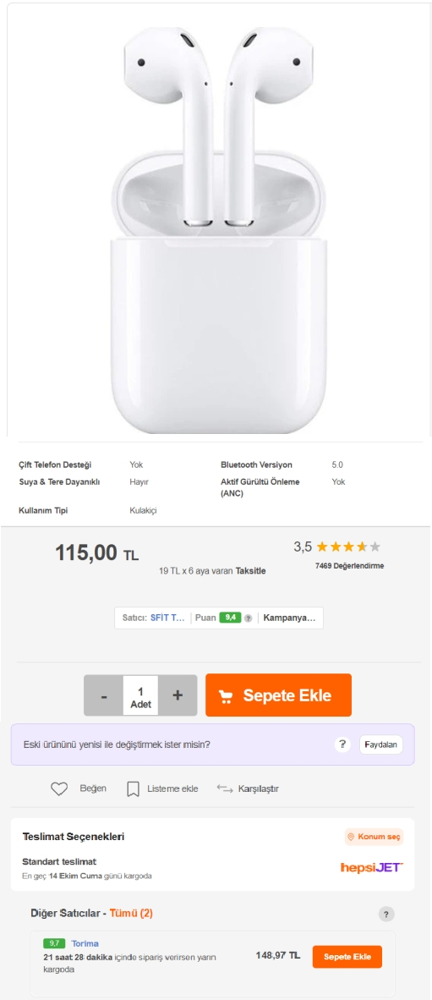 Çift Telefon Desteği Yok Bluetooth Versiyon 5.0
Suya & Tere Dayanıklı Hayır Aktif Gürültü Önleme (ANC) Yok
Kullanım Tipi Kulakiçi
115,00 TL
19 TL x 6 aya varan Taksitle
3,5
7469 Değerlendirme
Satıcı: SFİT T... Puan 9,4 ? Kampanya...
- 1 Adet +
Sepete Ekle
Eski ürününü yenisi ile değiştirmek ister misin? ? Faydalan
Beğen Listeme ekle Karşılaştır
Teslimat Seçenekleri Konum seç
Standart teslimat
En geç 14 Ekim Cuma günü kargoda
hepsiJET
Diğer Satıcılar - Tümü (2) ?
9,7 Torima
21 saat 28 dakika içinde sipariş verirsen yarın
kargoda
148,97 TL Sepete Ekle